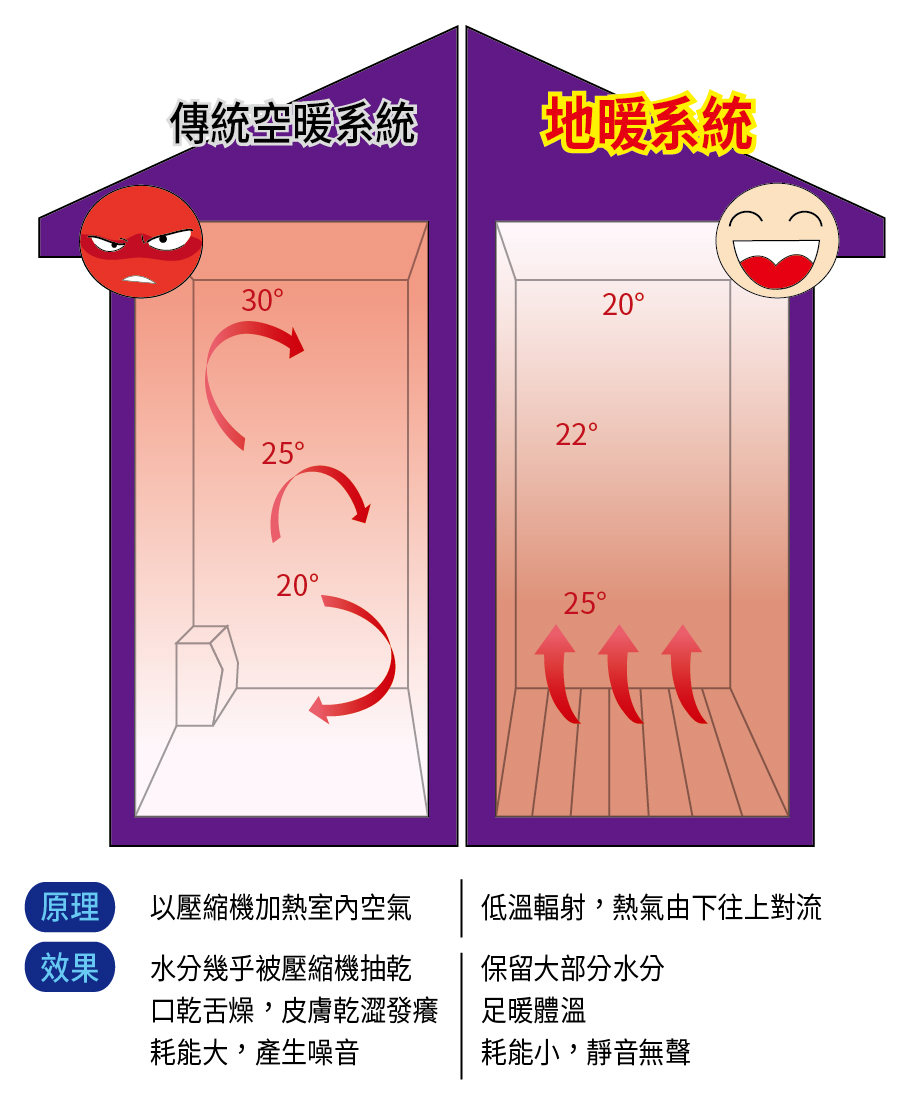 傳統空暖系統
地暖系統
30°
25°
20°
20°
22°
25°
原理
以壓縮機加熱室內空氣
低溫輻射，熱氣由下往上對流
效果
水分幾乎被壓縮機抽乾
口乾舌燥，皮膚乾澀發癢
耗能大，產生噪音
保留大部分水分
足暖體溫
耗能小，靜音無聲